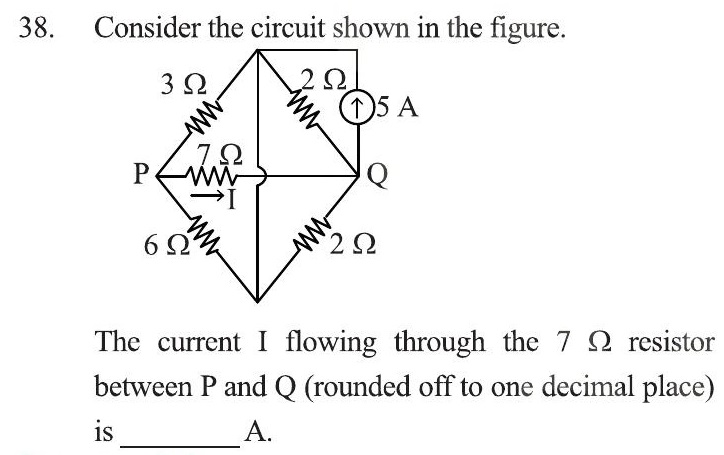 38. Consider the circuit shown in the figure.
3 Ω 2 Ω
5 A
7 Ω
P Q
I
6 Ω 2 Ω
The current I flowing through the 7 Ω resistor
between P and Q (rounded off to one decimal place)
is ________ A.